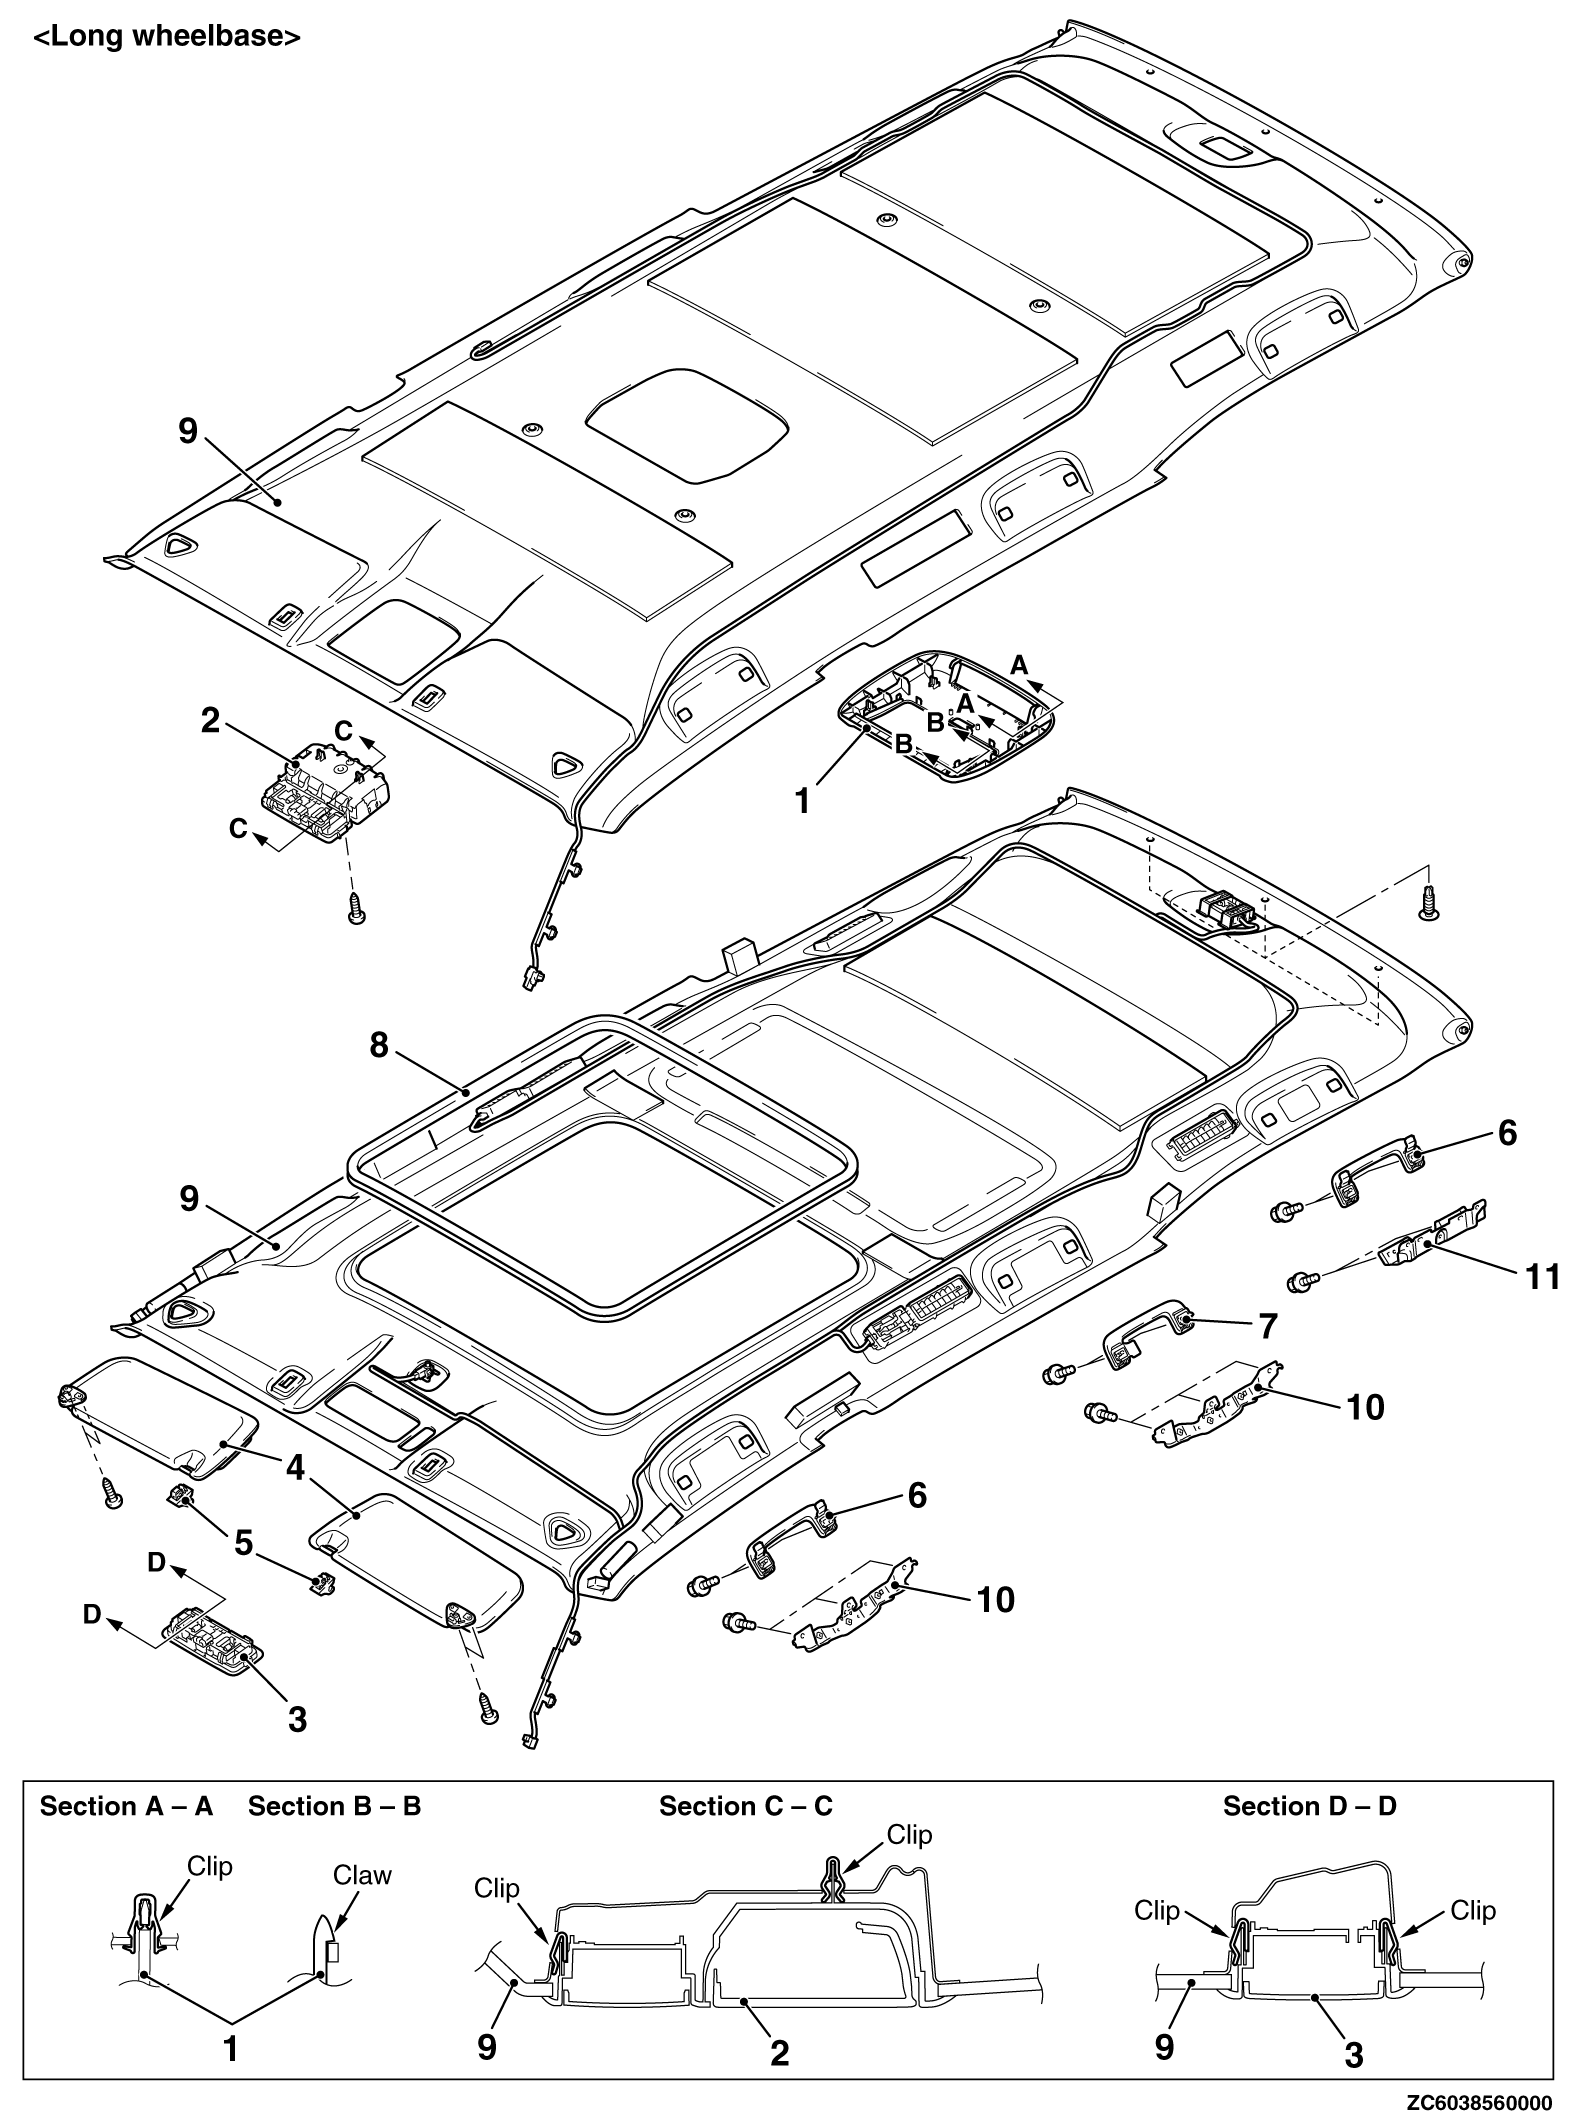 <Long wheelbase>
9
2
C
C
A
A
B
B
1
8
9
6
11
7
10
4
5
6
10
D
D
3
Section A – A
Section B – B
Section C – C
Section D – D
Clip
Claw
Clip
Clip
Clip
Clip
1
9
2
9
3
ZC6038560000